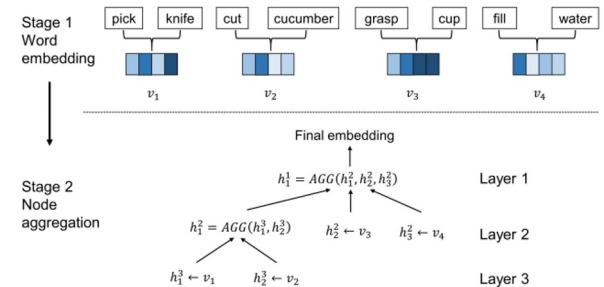 Stage 1
Word
embedding
pick knife cut cucumber grasp cup fill water
v₁ v₂ v₃ v₄
Final embedding
h₁¹ = AGG(h₁², h₂², h₃²) Layer 1
Stage 2
Node
aggregation
h₁² = AGG(h₁³, h₂³) h₂² ← v₃ h₃² ← v₄ Layer 2
h₁³ ← v₁ h₂³ ← v₂ Layer 3